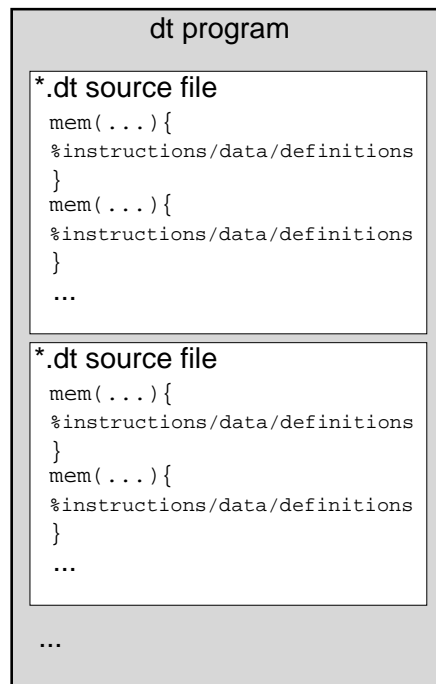 dt program
*.dt source file
mem(...){
%instructions/data/definitions
}
mem(...){
%instructions/data/definitions
}
...
*.dt source file
mem(...){
%instructions/data/definitions
}
mem(...){
%instructions/data/definitions
}
...
...